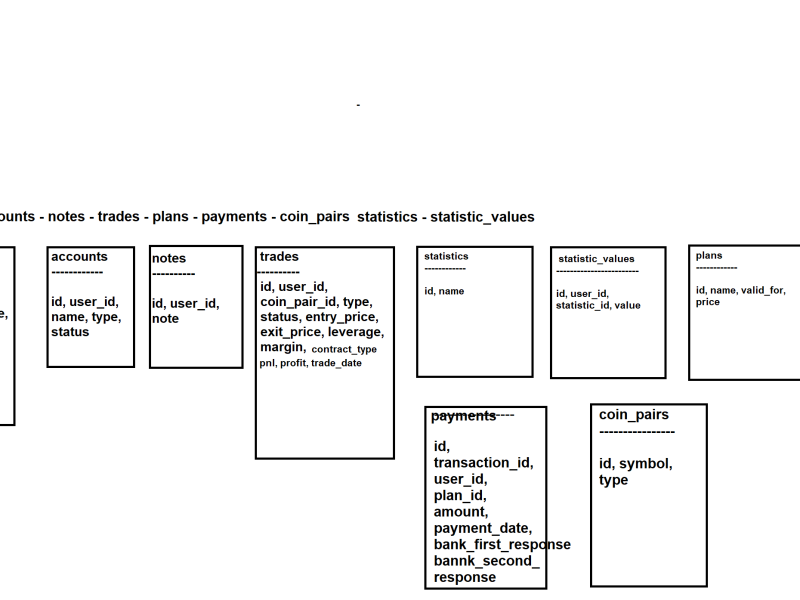 ounts - notes - trades - plans - payments - coin_pairs statistics - statistic_values
e,
accounts
------------
id, user_id,
name, type,
status
notes
----------
id, user_id,
note
trades
----------
id, user_id,
coin_pair_id, type,
status, entry_price,
exit_price, leverage,
margin, contract_type
pnl, profit, trade_date
statistics
------------
id, name
statistic_values
------------------------
id, user_id,
statistic_id, value
plans
------------
id, name, valid_for,
price
payments
id,
transaction_id,
user_id,
plan_id,
amount,
payment_date,
bank_first_response
bannk_second_
response
coin_pairs
----------------
id, symbol,
type